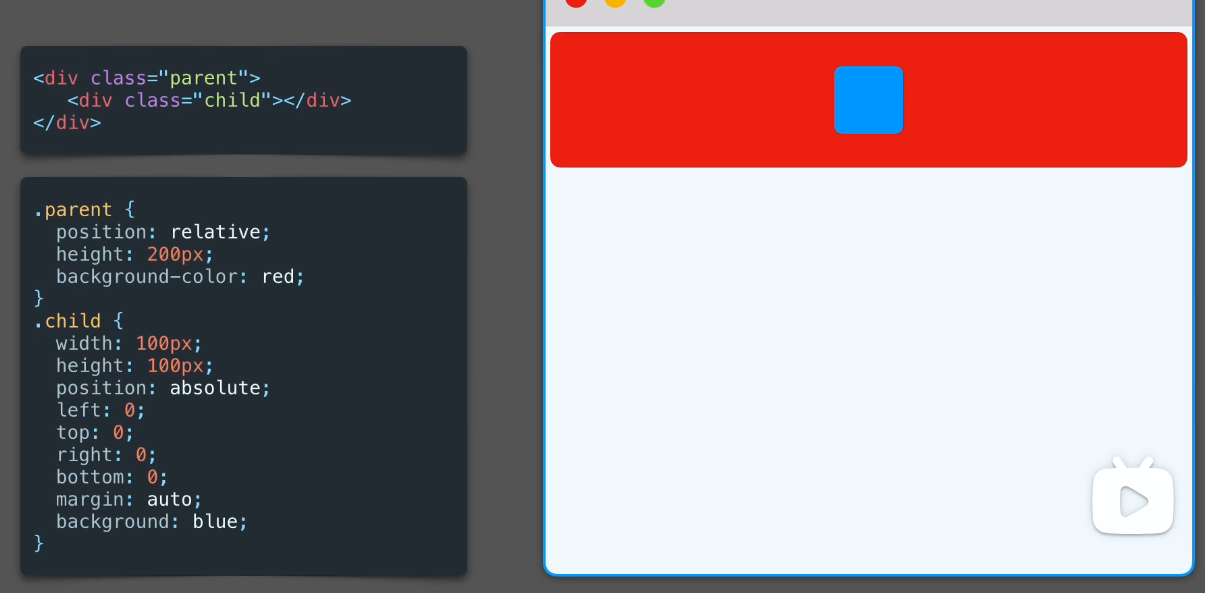 <div class="parent">
   <div class="child"></div>
</div>
.parent {
  position: relative;
  height: 200px;
  background-color: red;
}
.child {
  width: 100px;
  height: 100px;
  position: absolute;
  left: 0;
  top: 0;
  right: 0;
  bottom: 0;
  margin: auto;
  background: blue;
}